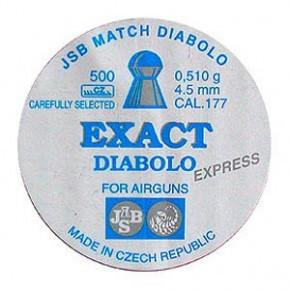 JSB MATCH DIABOLO
500 0,510 g
CZ 4.5 mm
CAREFULLY SELECTED CAL.177
EXACT
DIABOLO
EXPRESS
FOR AIRGUNS
JSB
MADE IN CZECH REPUBLIC